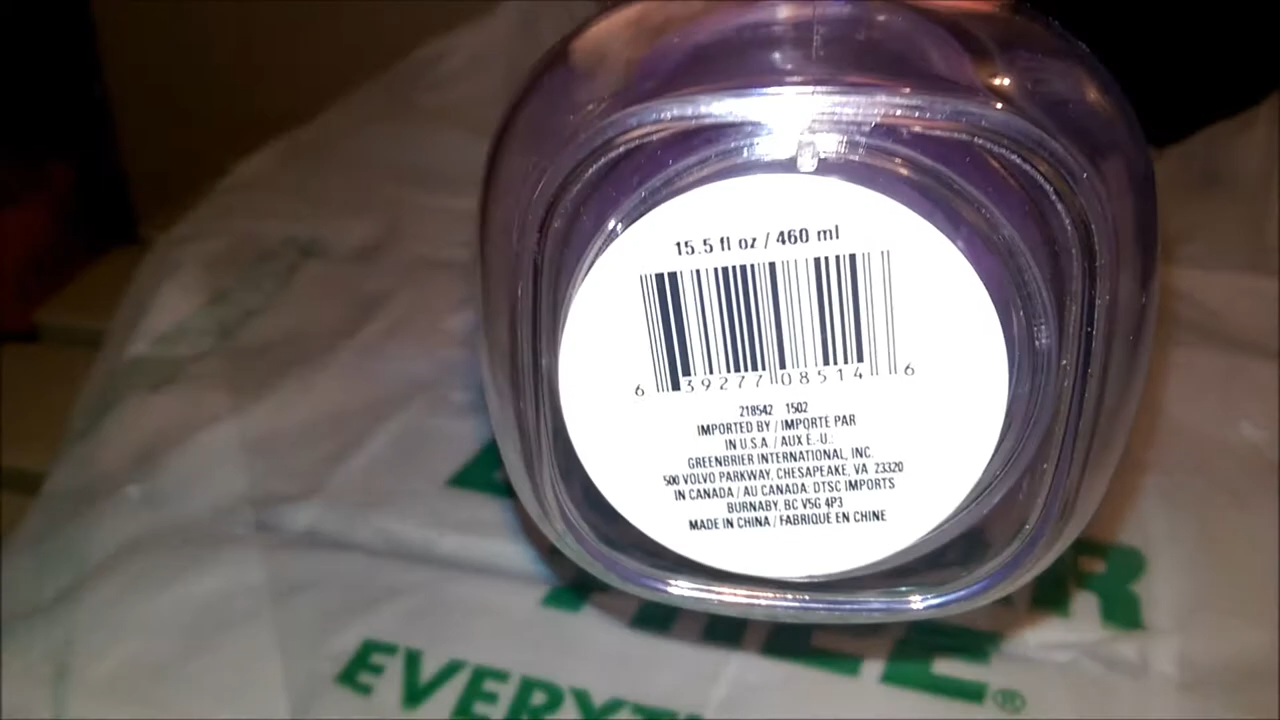 15.5 fl oz / 460 ml
6 39277 08514 6
218542 1502
IMPORTED BY / IMPORTÉ PAR
IN U.S.A. / AUX É.-U.:
GREENBRIER INTERNATIONAL, INC.
500 VOLVO PARKWAY, CHESAPEAKE, VA 23320
IN CANADA / AU CANADA: DTSC IMPORTS
BURNABY, BC V5G 4P3
MADE IN CHINA / FABRIQUÉ EN CHINE
®